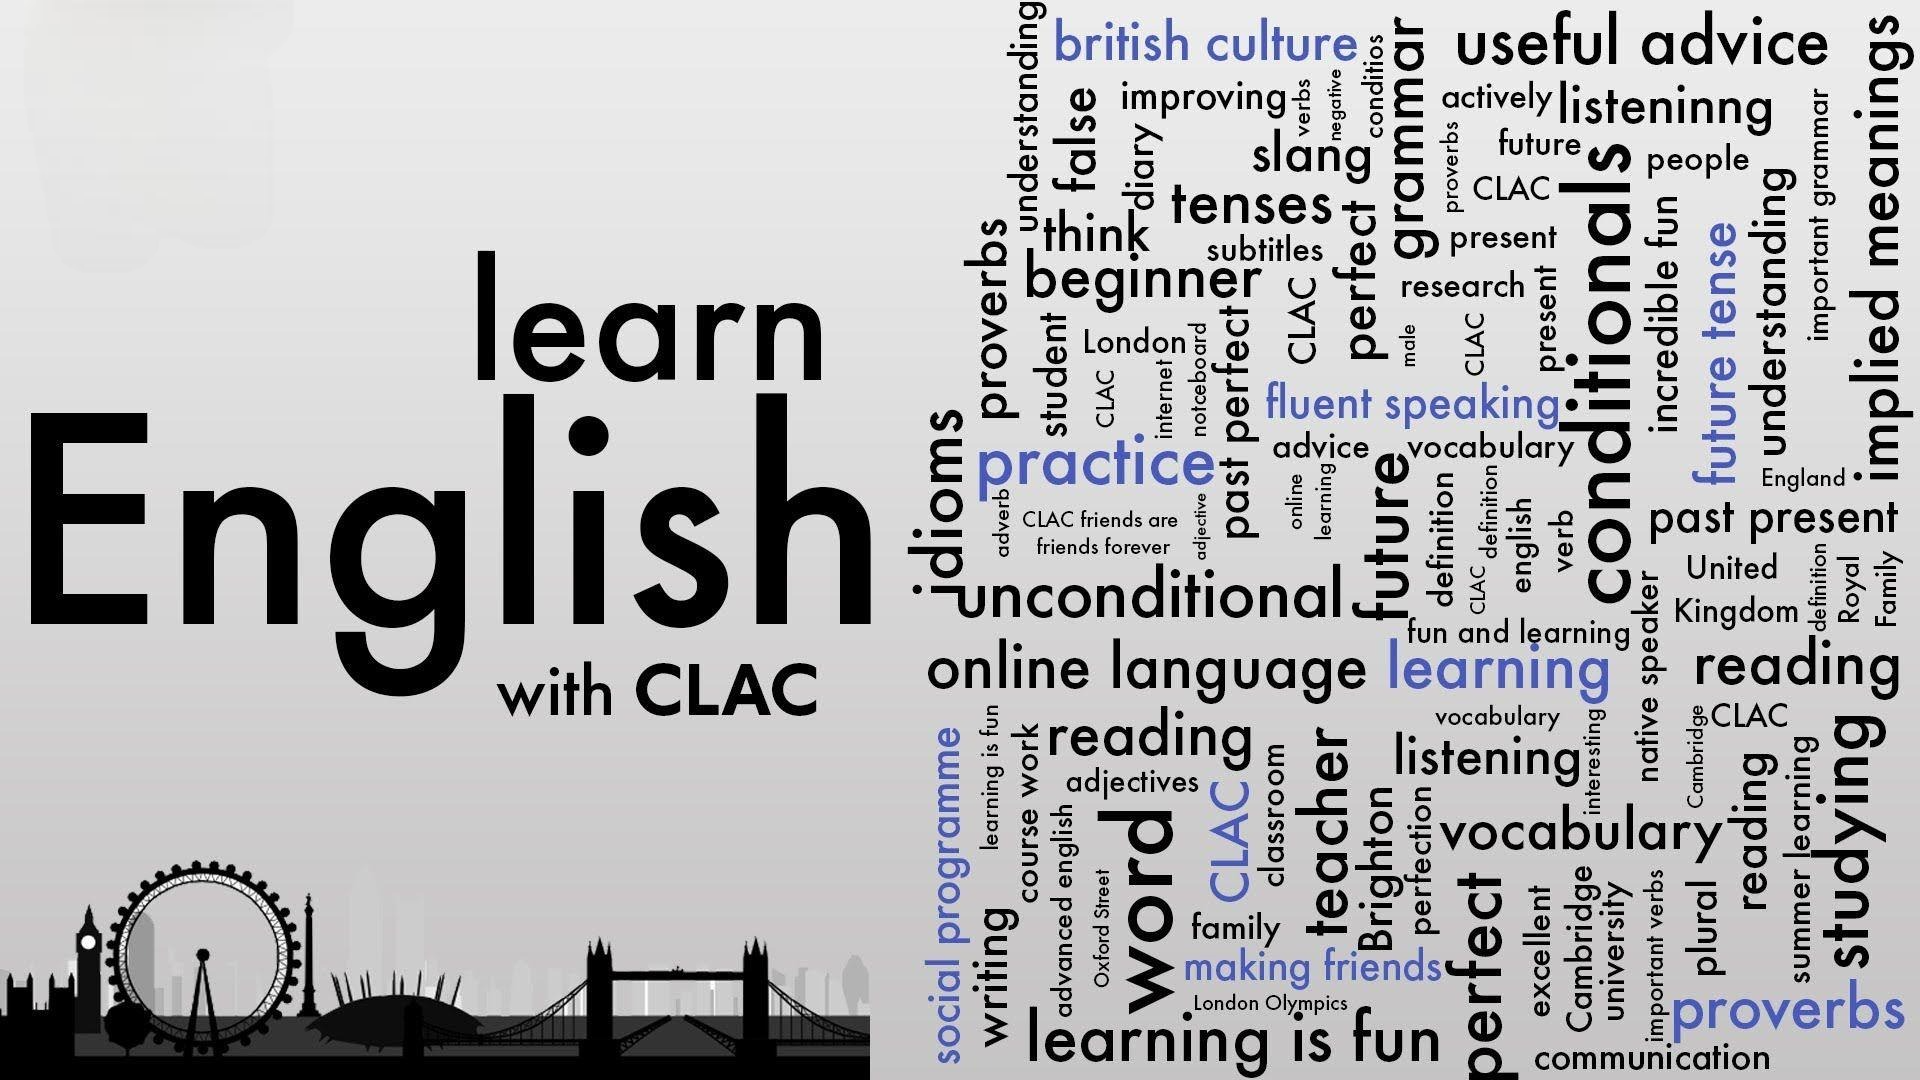 learn
English
with CLAC
understanding
british culture
conditios
grammar
useful advice
implied meanings
false
improving
verbs
negative
actively
listeninng
diary
slang
proverbs
future
people
important grammar
tenses
CLAC
conditionals
think
subtitles
perfect
present
incredible fun
future tense
understanding
proverbs
beginner
CLAC
research
present
student
London
notceboard
past perfect
male
CLAC
CLAC
internet
fluent speaking
idioms
practice
advice
vocabulary
England
adverb
CLAC friends are
friends forever
adjective
online
learning
future
definition
definition
CLAC
english
verb
past present
unconditional
United
Kingdom
definition
Royal
Family
fun and learning
native speaker
online language
learning
reading
social programme
learning is fun
course work
reading
vocabulary
interesting
Cambridge
CLAC
studying
adjectives
CLAC
classroom
teacher
listening
reading
summer learning
advanced english
word
Brighton
perfection
vocabulary
writing
Oxford Street
family
perfect
excellent
Cambridge
university
important verbs
plural
making friends
London Olympics
proverbs
learning is fun
communication